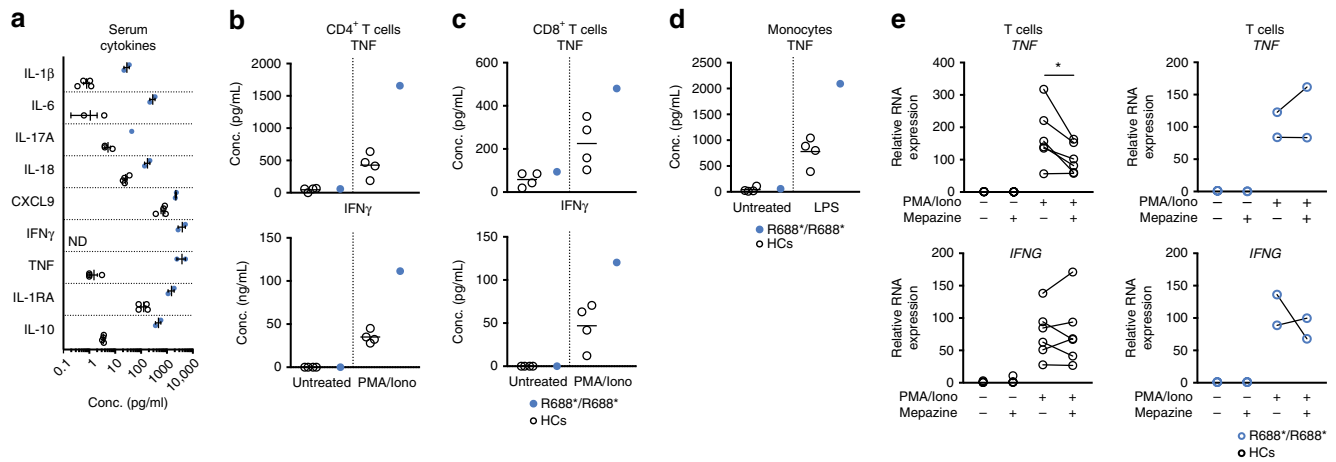 a
Serum
cytokines
IL-1β
IL-6
IL-17A
IL-18
CXCL9
IFNγ
ND
TNF
IL-1RA
IL-10
0.1
1
10
100
1000
10,000
Conc. (pg/ml)
b
CD4+ T cells
TNF
Conc. (pg/mL)
2000
1500
1000
500
0
IFNγ
Conc. (ng/mL)
150
100
50
0
Untreated PMA/Iono
c
CD8+ T cells
TNF
Conc. (pg/mL)
600
400
200
0
IFNγ
Conc. (pg/mL)
150
100
50
0
Untreated PMA/Iono
R688*/R688*
HCs
d
Monocytes
TNF
Conc. (pg/mL)
2500
2000
1500
1000
500
0
Untreated LPS
R688*/R688*
HCs
e
T cells
TNF
Relative RNA
expression
400
300
200
100
0
*
PMA/Iono – – + +
Mepazine – + – +
T cells
TNF
Relative RNA
expression
200
150
100
50
0
PMA/Iono – – + +
Mepazine – + – +
IFNG
Relative RNA
expression
200
150
100
50
0
PMA/Iono – – + +
Mepazine – + – +
IFNG
Relative RNA
expression
200
150
100
50
0
PMA/Iono – – + +
Mepazine – + – +
R688*/R688*
HCs